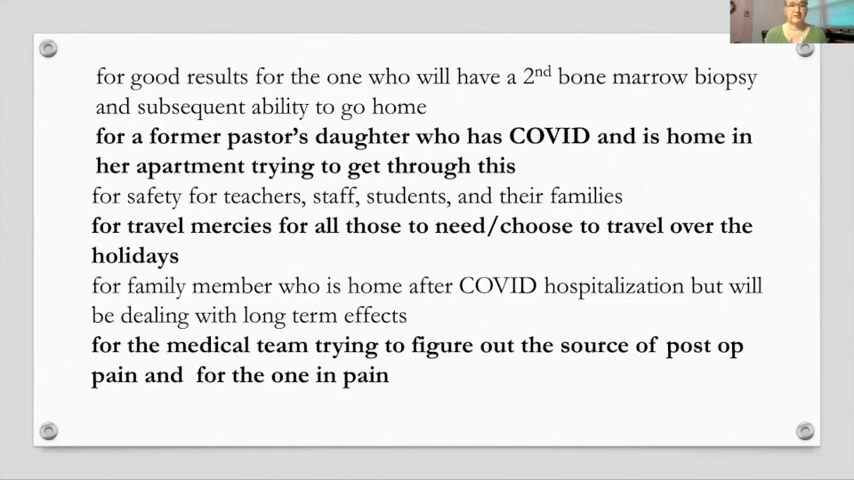 for good results for the one who will have a 2nd bone marrow biopsy
and subsequent ability to go home
for a former pastor's daughter who has COVID and is home in
her apartment trying to get through this
for safety for teachers, staff, students, and their families
for travel mercies for all those to need/choose to travel over the
holidays
for family member who is home after COVID hospitalization but will
be dealing with long term effects
for the medical team trying to figure out the source of post op
pain and for the one in pain